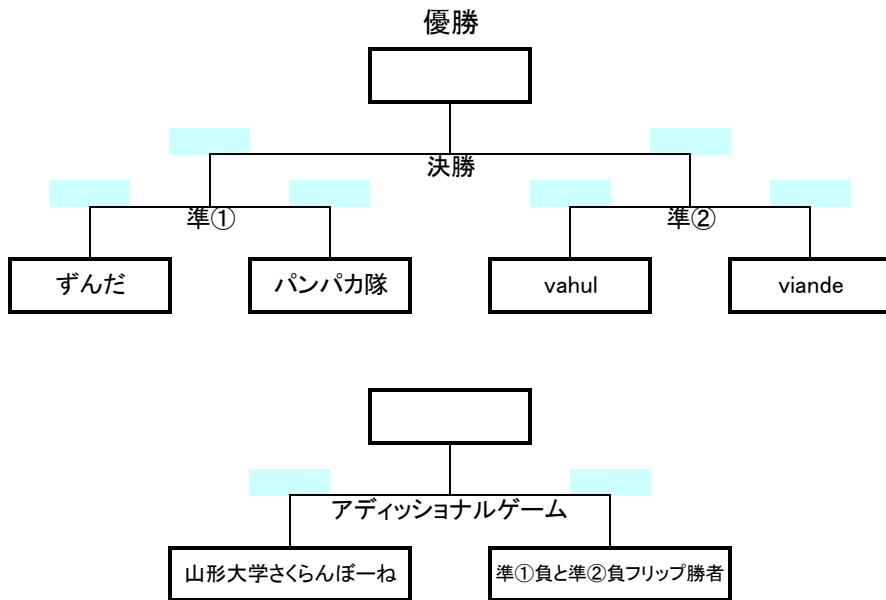 優勝
決勝
準①
準②
ずんだ
パンパカ隊
vahul
viande
アディッショナルゲーム
山形大学さくらんぼーね
準①負と準②負フリップ勝者